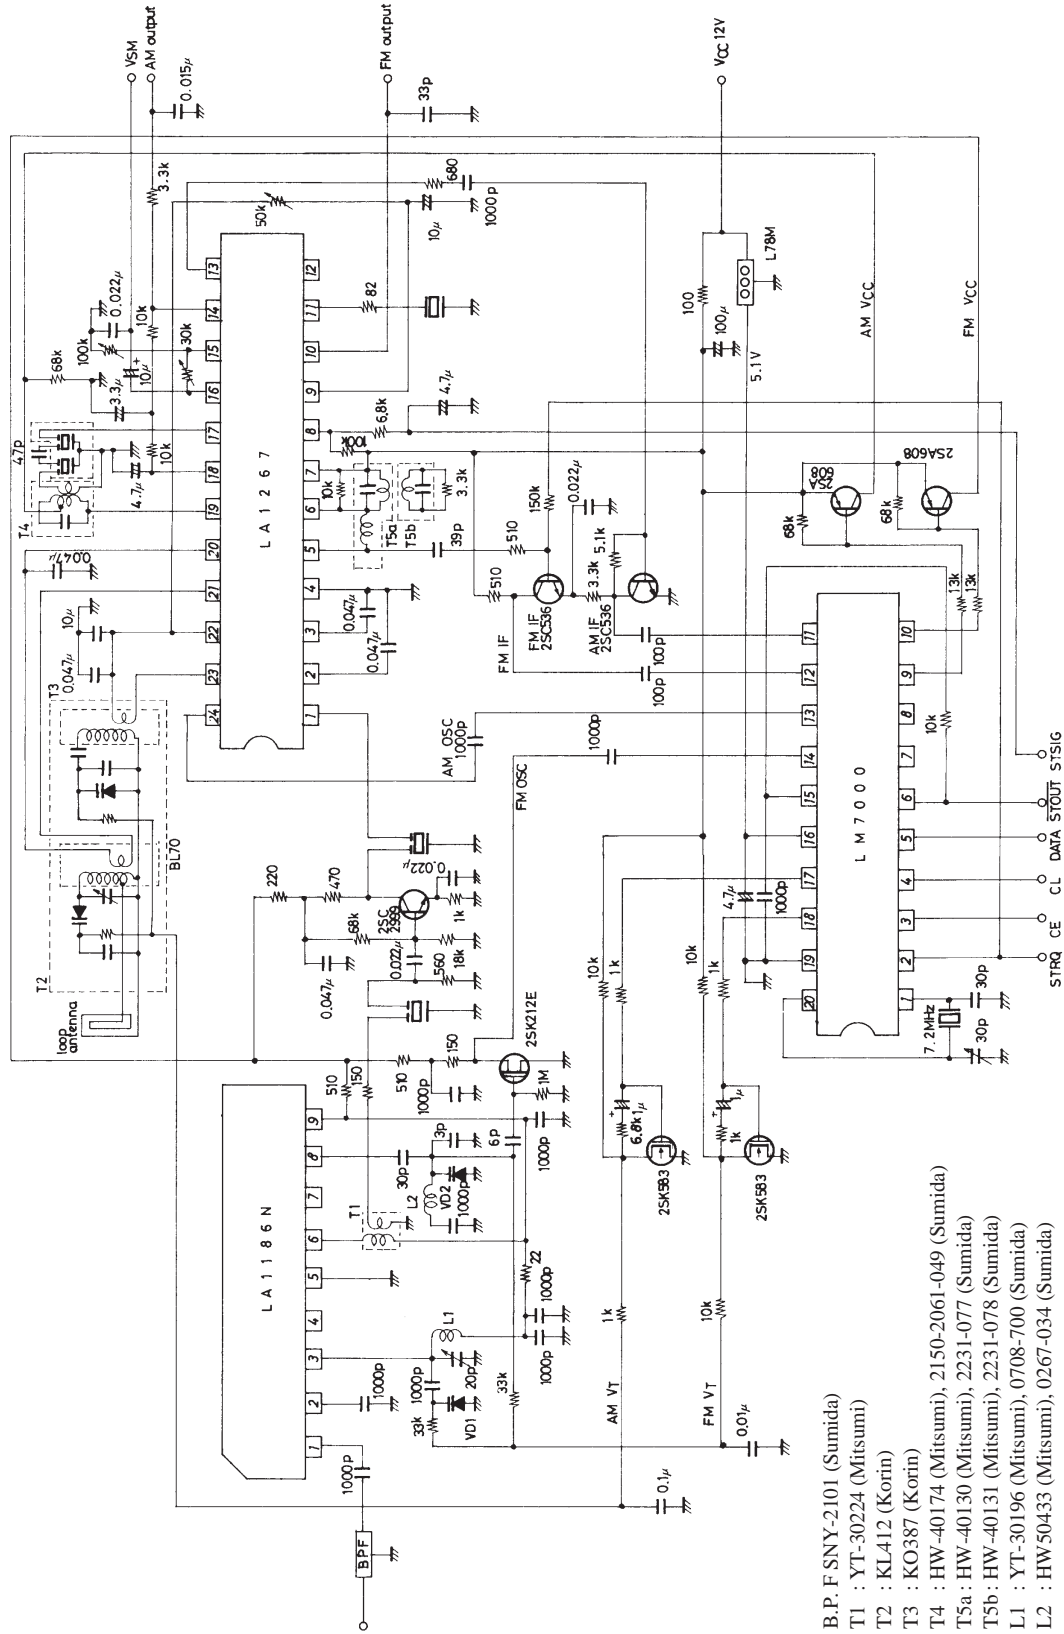 VSM
AM output
0.015μ
FM output
33p
VCC 12V
3.3k
680
1000p
50k
10μ
L78M
0.022μ
10k
100k
30k
68k
3.3μ
10μ
+
82
100
100μ
5.1V
AM VCC
FM VCC
47p
10k
4.7μ
T4
13
14
15
16
17
18
19
20
21
22
23
24
LA1267
12
11
10
9
8
7
6
5
4
3
2
1
4.7μ
6.8k
100k
10k
T5a
T5b
3.3k
39p
510
150k
0.022μ
5.1k
3.3k
510
FM IF
2SC536
AM IF
2SC536
FM IF
100p
100p
0.047μ
0.047μ
0.047μ
10μ
0.047μ
T3
BL70
T2
loop
antenna
AM OSC
1000p
FM OSC
1000p
2SA
608
2SA608
68k
68k
13k
13k
10k
11
12
13
14
15
16
17
18
19
20
LM7000
10
9
8
7
6
5
4
3
2
1
STSIG
STOUT
DATA
CL
CE
STRQ
4.7μ
1000p
7.2MHz
30p
30p
220
470
68k
0.047μ
2SC
2999
0.022μ
1k
0.022μ
560
18k
510
150
510
150
1000p
2SK212E
1M
10k
1k
10k
1k
6.8k
1μ
+
1k
1μ
+
2SK583
2SK583
LA1186N
9
8
7
6
5
4
3
2
1
T1
30p
3p
6p
1000p
L2
VD2
1000p
22
1000p
1000p
L1
20p
1000p
33k
VD1
33k
1000p
1000p
BPF
1k
AM VT
10k
FM VT
0.01μ
0.1μ
B.P. F SNY-2101 (Sumida)
T1 : YT-30224 (Mitsumi)
T2 : KL412 (Korin)
T3 : KO387 (Korin)
T4 : HW-40174 (Mitsumi), 2150-2061-049 (Sumida)
T5a : HW-40130 (Mitsumi), 2231-077 (Sumida)
T5b : HW-40131 (Mitsumi), 2231-078 (Sumida)
L1 : YT-30196 (Mitsumi), 0708-700 (Sumida)
L2 : HW50433 (Mitsumi), 0267-034 (Sumida)